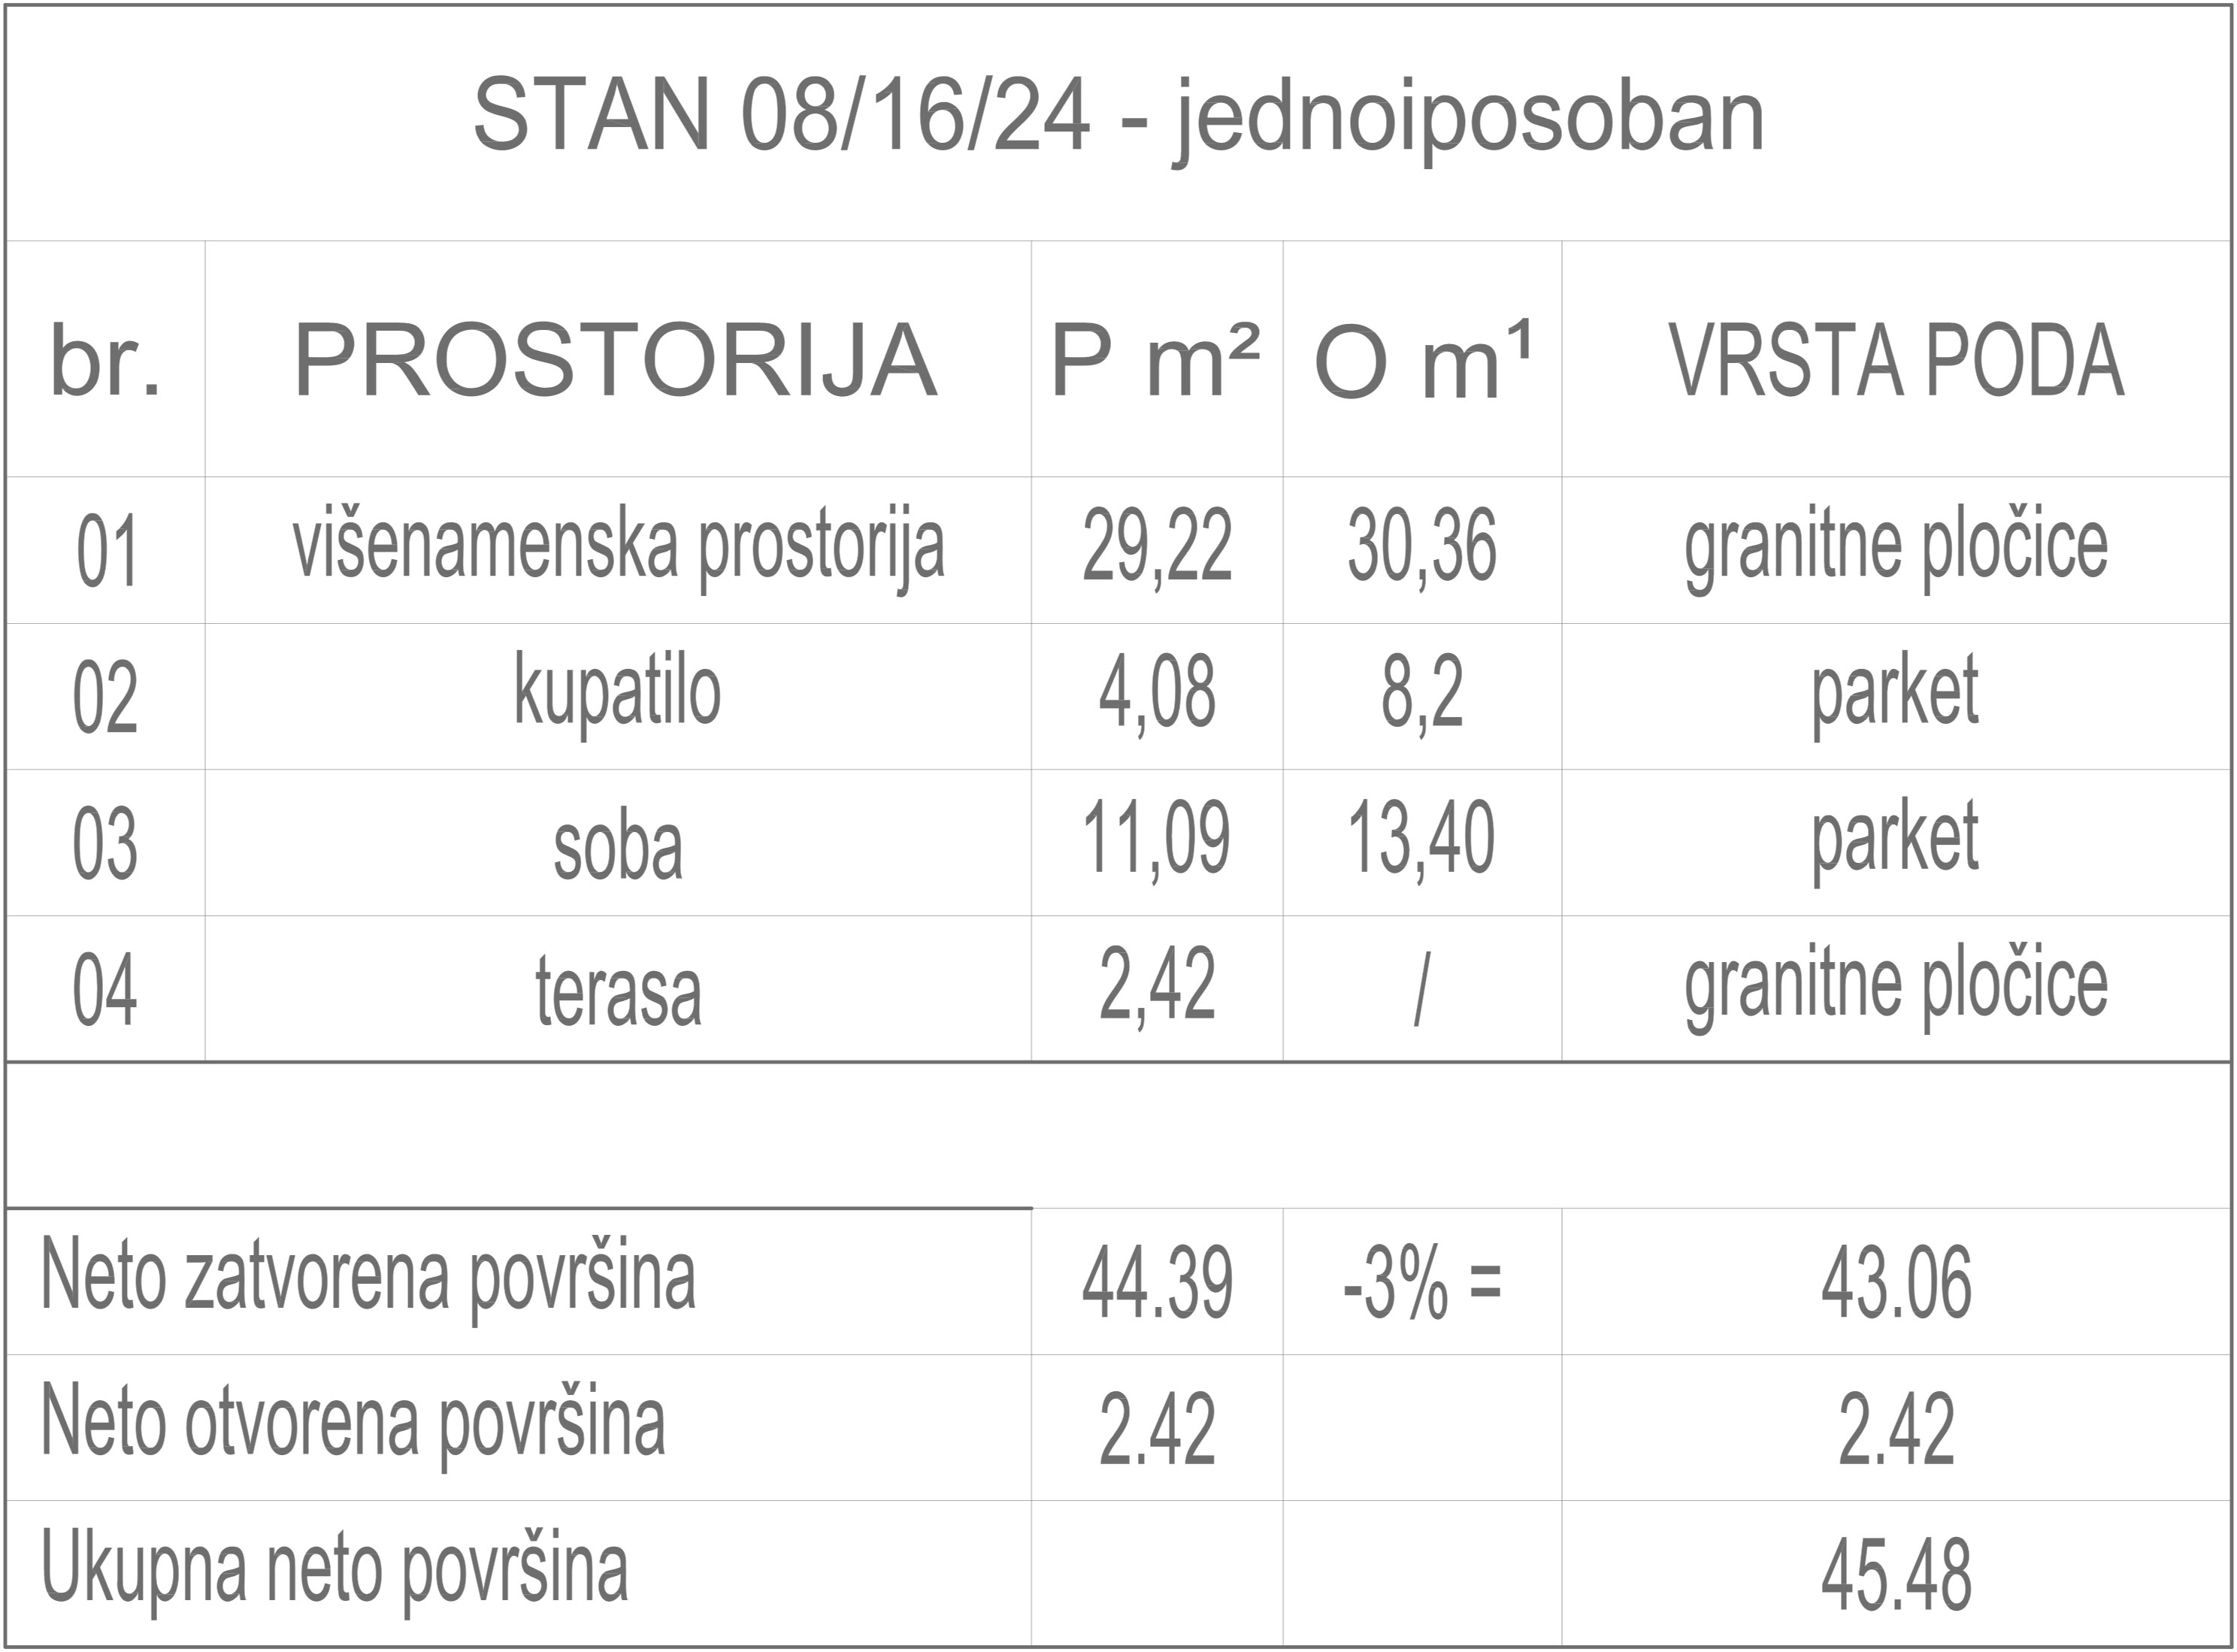 STAN 08/16/24 - jednoiposoban
br. PROSTORIJA P m² O m¹ VRSTA PODA
01 višenamenska prostorija 29,22 30,36 granitne pločice
02 kupatilo 4,08 8,2 parket
03 soba 11,09 13,40 parket
04 terasa 2,42 / granitne pločice
Neto zatvorena površina 44.39 -3% = 43.06
Neto otvorena površina 2.42 2.42
Ukupna neto površina 45.48